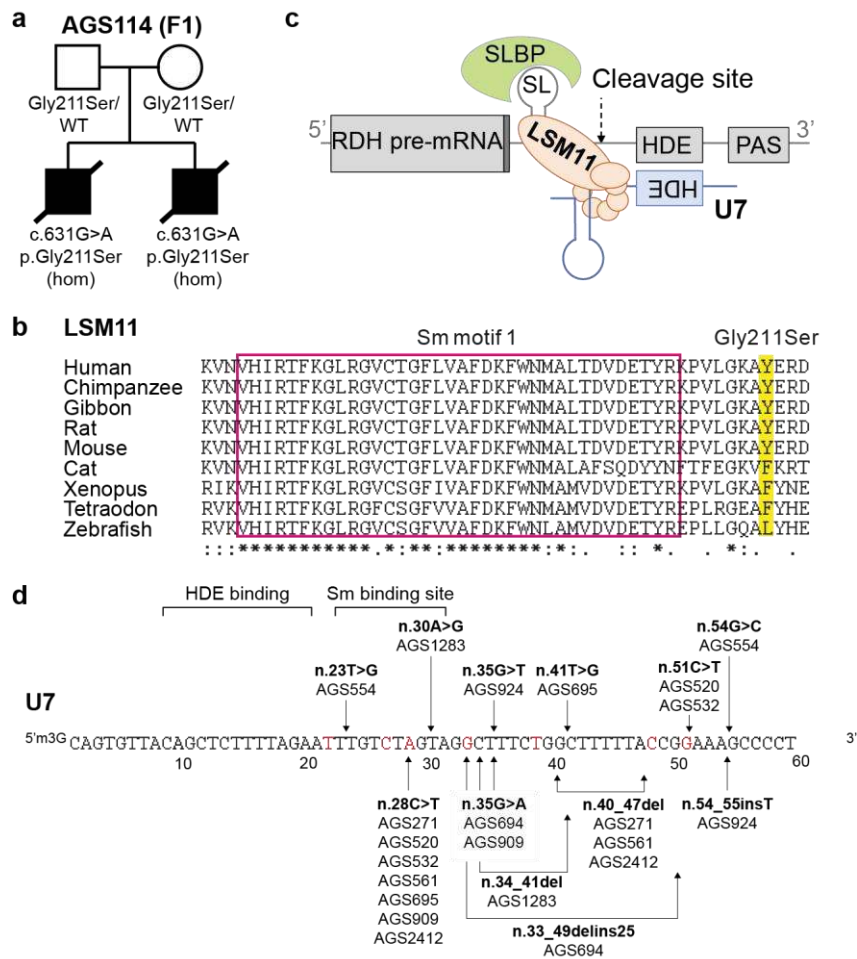 a
AGS114 (F1)
Gly211Ser/
WT
Gly211Ser/
WT
c.631G>A
p.Gly211Ser
(hom)
c.631G>A
p.Gly211Ser
(hom)
c
SLBP
SL
Cleavage site
5'
RDH pre-mRNA
LSM11
HDE
PAS
3'
HDE
U7
b LSM11
Sm motif 1
Gly211Ser
Human KVNVHIRTFKGLRGVCTGFLVAFDKFWNMALTDVDETYRKPVLGKAYERD
Chimpanzee KVNVHIRTFKGLRGVCTGFLVAFDKFWNMALTDVDETYRKPVLGKAYERD
Gibbon KVNVHIRTFKGLRGVCTGFLVAFDKFWNMALTDVDETYRKPVLGKAYERD
Rat KVNVHIRTFKGLRGVCTGFLVAFDKFWNMALTDVDETYRKPVLGKAYERD
Mouse KVNVHIRTFKGLRGVCTGFLVAFDKFWNMALTDVDETYRKPVLGKAYERD
Cat KVNVHIRTFKGLRGVCTGFLVAFDKFWNMALAFSQDYYNFTFEGKVFKRT
Xenopus RIKVHIRTFKGLRGVCSGFLVAFDKFWNMAMVDVDETYRKPVLGKAFYNE
Tetraodon RVKVHIRTFKGLRGFCSGFVVAFDKFWNMAMVDVDETYREPLRGEAFYHE
Zebrafish RVKVHIRTFKGLRGVCSGFVVAFDKFWNLAMVDVDETYREPLLGQALYHE
:::***********.*:**:********:*:. :: *. . *: .
d
HDE binding
Sm binding site
n.30A>G
AGS1283
n.54G>C
AGS554
n.23T>G
AGS554
n.35G>T
AGS924
n.41T>G
AGS695
n.51C>T
AGS520
AGS532
U7
5'm3G CAGTGTTACAGCTCTTTTAGAATTTGTCTAGTAGGCTTTCTGGCTTTTTACCGGAAAGCCCCT 3'
10 20 30 40 50 60
n.28C>T
AGS271
AGS520
AGS532
AGS561
AGS695
AGS909
AGS2412
n.35G>A
AGS694
AGS909
n.40_47del
AGS271
AGS561
AGS2412
n.54_55insT
AGS924
n.34_41del
AGS1283
n.33_49delins25
AGS694